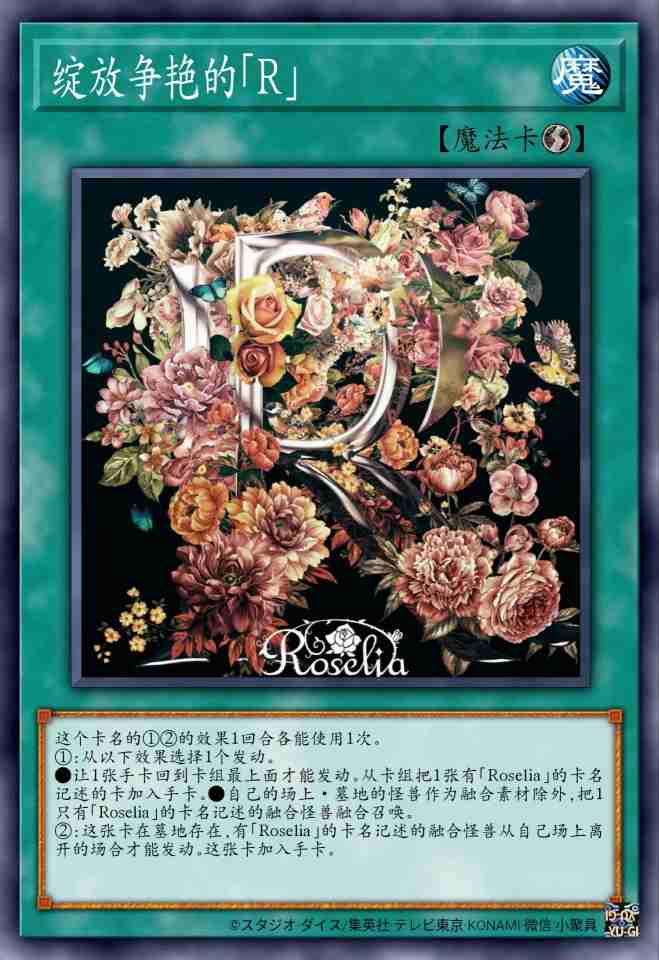 绽放争艳的「R」
魔
【魔法卡】
R
Roselia
这个卡名的①②的效果1回合各能使用1次。
①:从以下效果选择1个发动。
●让1张手卡回到卡组最上面才能发动。从卡组把1张有「Roselia」的卡名
记述的卡加入手卡。●自己的场上・墓地的怪兽作为融合素材除外,把1
只有「Roselia」的卡名记述的融合怪兽融合召唤。
②:这张卡在墓地存在,有「Roselia」的卡名记述的融合怪兽从自己场上离
开的场合才能发动。这张卡加入手卡。
©スタジオ・ダイス/集英社・テレビ東京・KONAMI 微信:小聚具